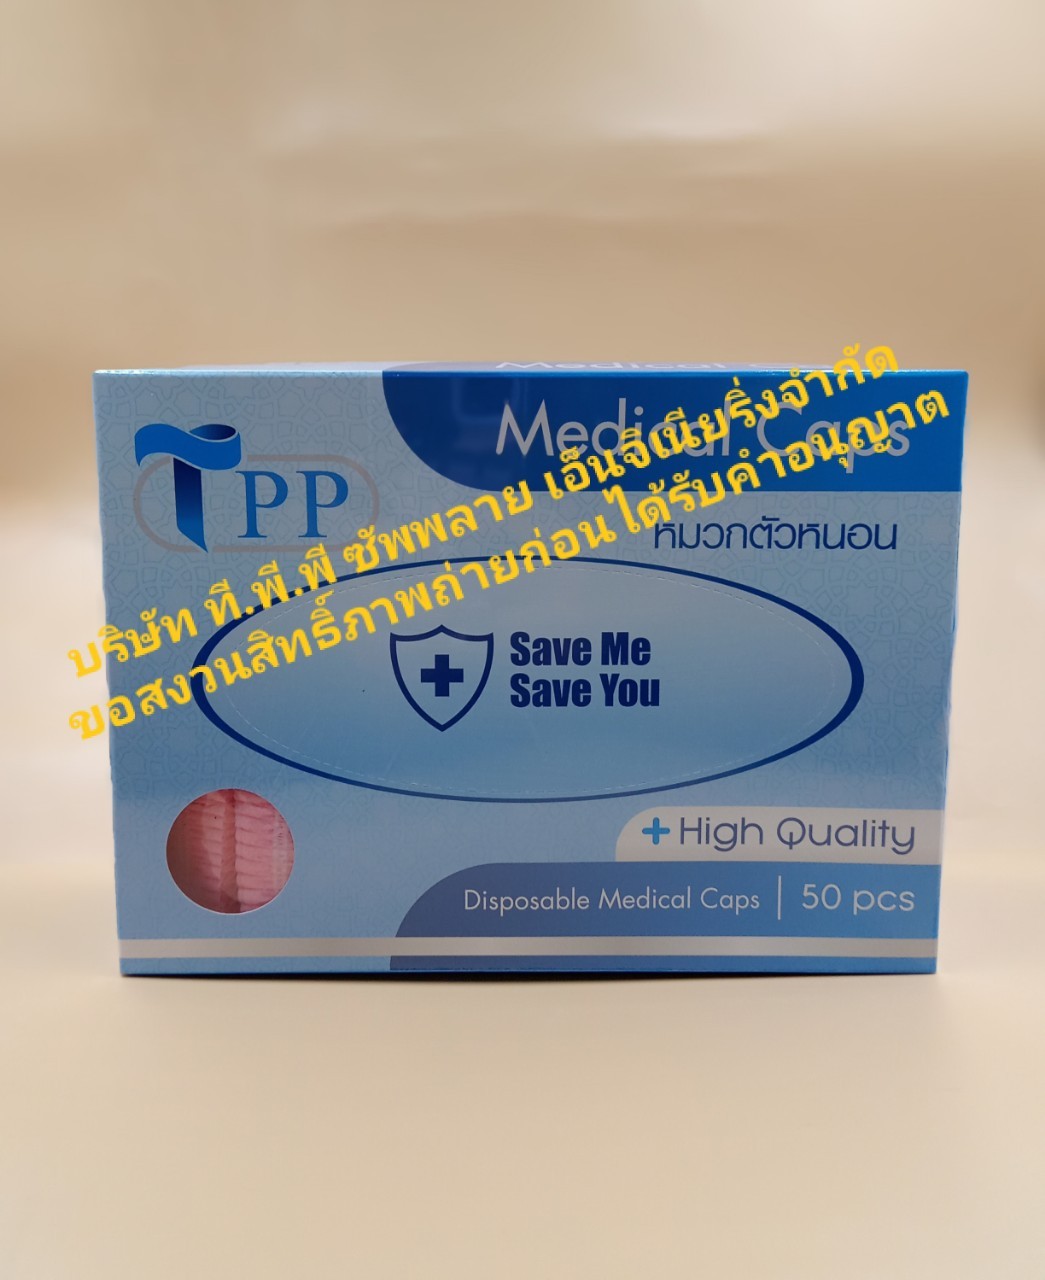 Medical
Medical Caps
TPP
หมวกตัวหนอน
บริษัท ที.พี.พี ซัพพลาย เอ็นจิเนียริ่งจำกัด
ขอสงวนสิทธิ์ภาพถ่ายก่อนได้รับคำอนุญาต
Save Me
Save You
+ High Quality
Disposable Medical Caps | 50 pcs